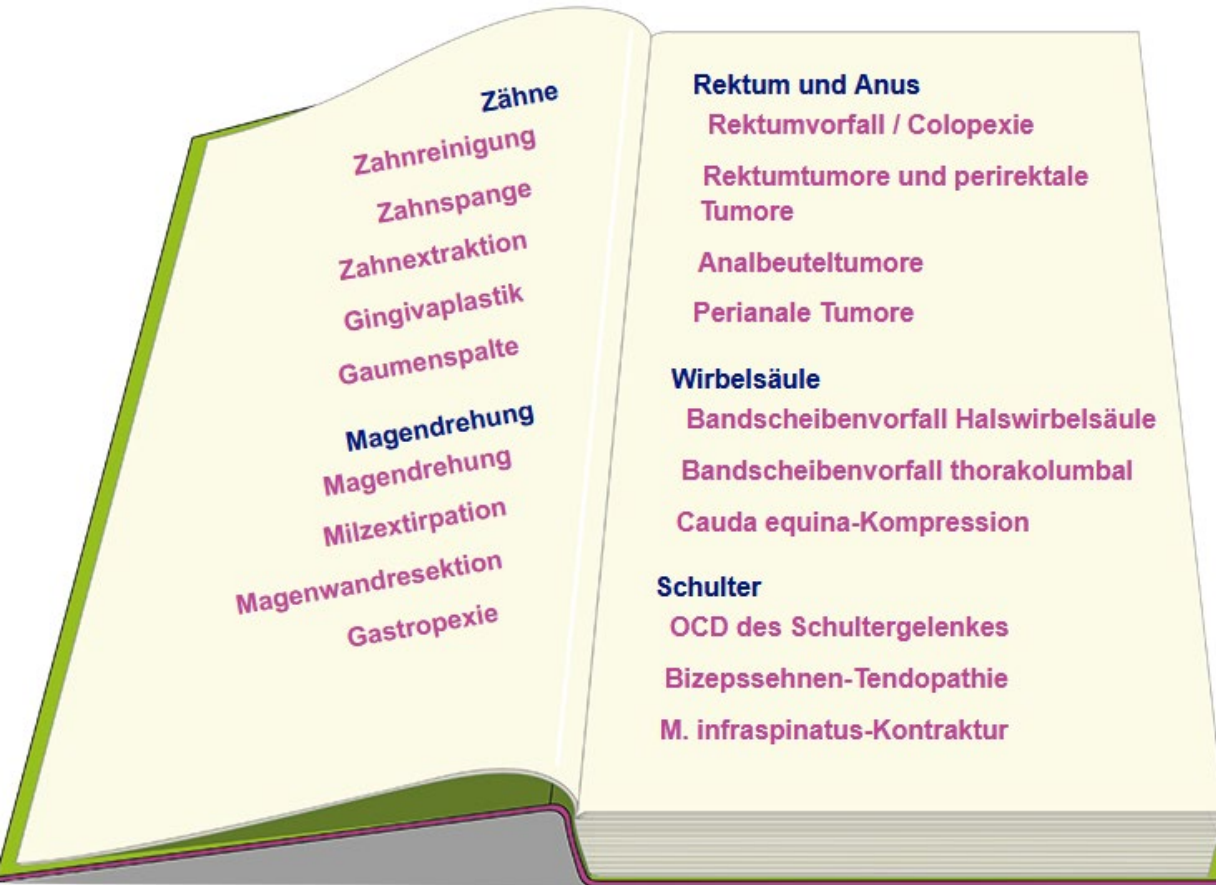 Zähne
Zahnreinigung
Zahnspange
Zahnextraktion
Gingivaplastik
Gaumenspalte
Magendrehung
Magendrehung
Milzextirpation
Magenwandresektion
Gastropexie
Rektum und Anus
Rektumvorfall / Colopexie
Rektumtumore und perirektale
Tumore
Analbeuteltumore
Perianale Tumore
Wirbelsäule
Bandscheibenvorfall Halswirbelsäule
Bandscheibenvorfall thorakolumbal
Cauda equina-Kompression
Schulter
OCD des Schultergelenkes
Bizepssehnen-Tendopathie
M. infraspinatus-Kontraktur